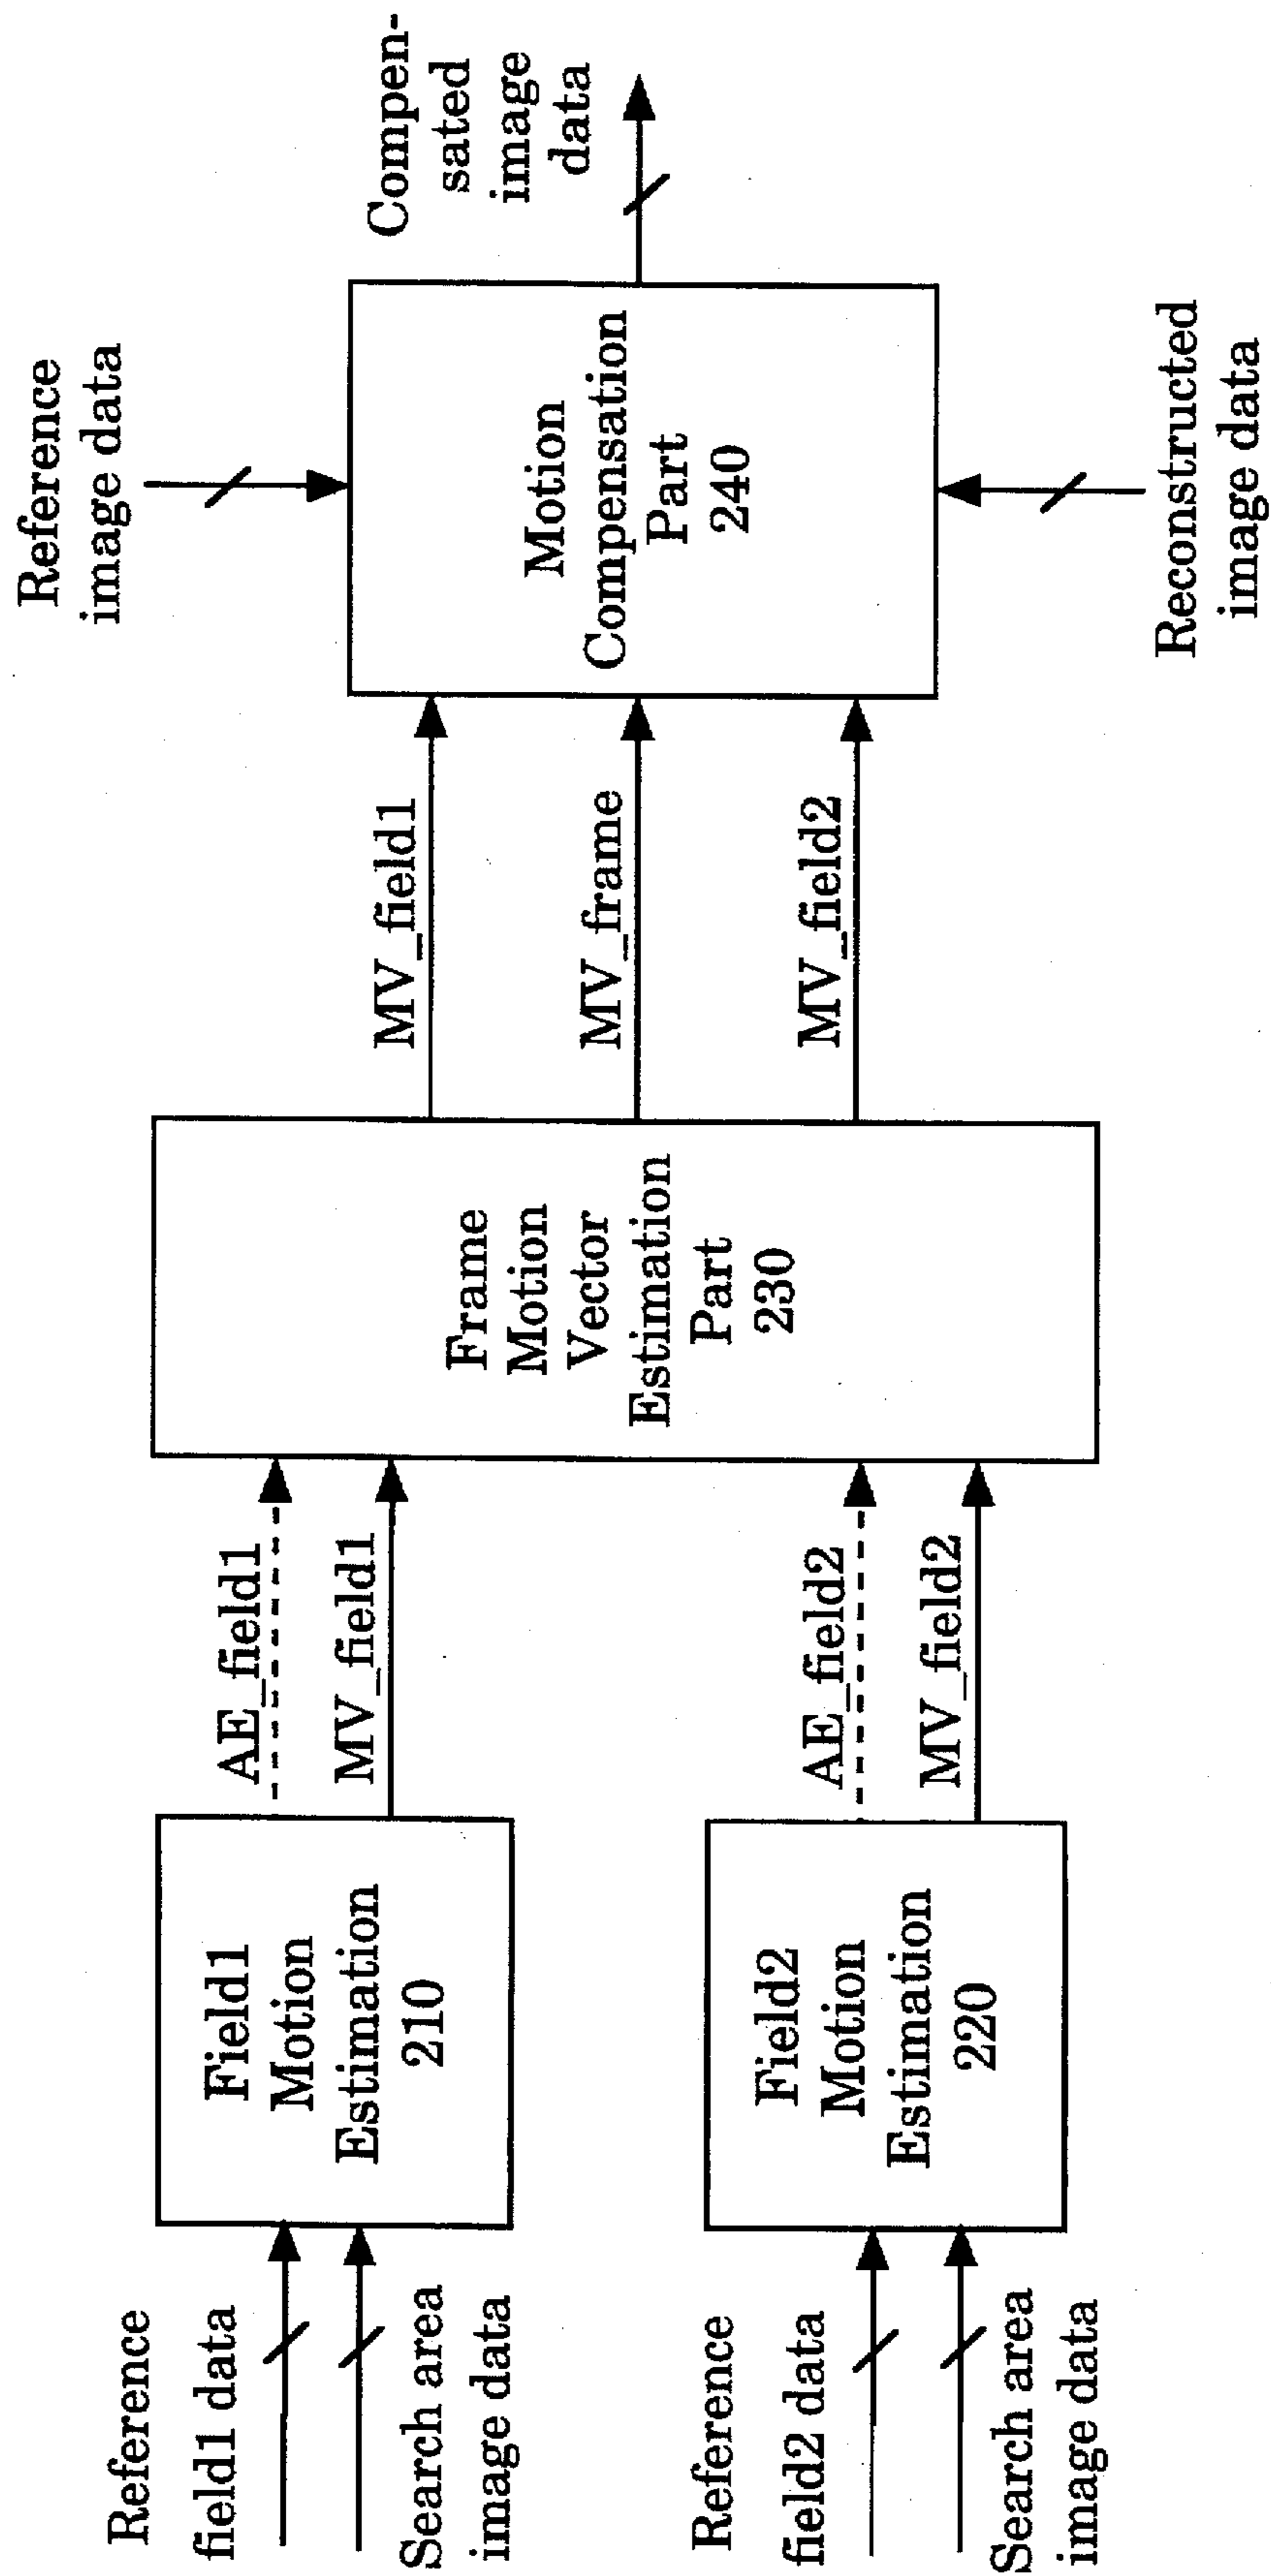 Reference
field1 data
Search area
image data
Field1
Motion
Estimation
210
AE_field1
MV_field1
Reference
field2 data
Search area
image data
Field2
Motion
Estimation
220
AE_field2
MV_field2
Frame
Motion
Vector
Estimation
Part
230
MV_field1
MV_frame
MV_field2
Reference
image data
Motion
Compensation
Part
240
Reconstructed
image data
Compen-
sated
image
data